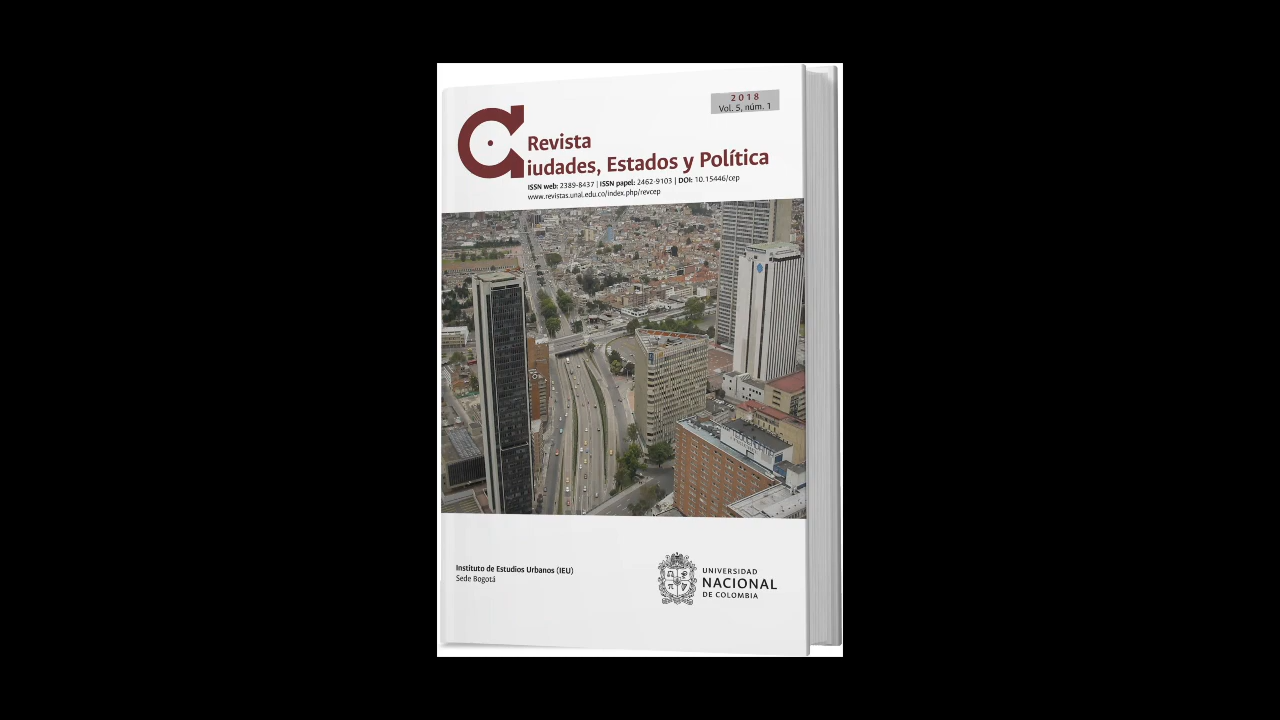 2018
Vol. 5, núm. 1
Revista
Ciudades, Estados y Política
ISSN web: 2389-8437 | ISSN papel: 2462-9103 | DOI: 10.15446/cep
www.revistas.unal.edu.co/index.php/revcep
Instituto de Estudios Urbanos (IEU)
Sede Bogotá
UNIVERSIDAD
NACIONAL
DE COLOMBIA